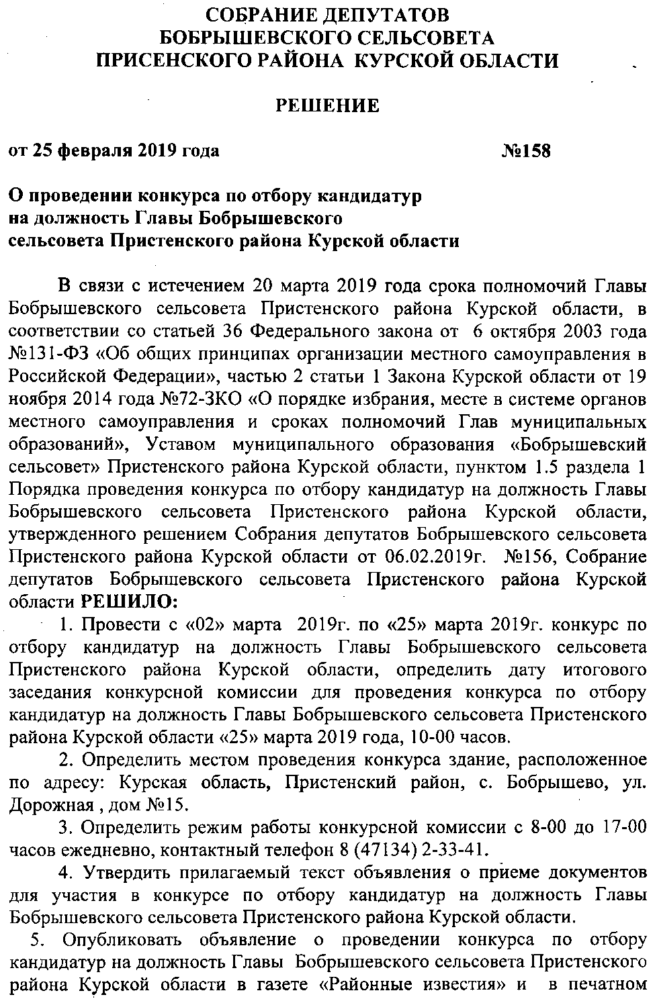 СОБРАНИЕ ДЕПУТАТОВ
БОБРЫШЕВСКОГО СЕЛЬСОВЕТА
ПРИСЕНСКОГО РАЙОНА КУРСКОЙ ОБЛАСТИ
РЕШЕНИЕ
от 25 февраля 2019 года №158
О проведении конкурса по отбору кандидатур
на должность Главы Бобрышевского
сельсовета Пристенского района Курской области
В связи с истечением 20 марта 2019 года срока полномочий Главы
Бобрышевского сельсовета Пристенского района Курской области, в
соответствии со статьей 36 Федерального закона от 6 октября 2003 года
№131-ФЗ «Об общих принципах организации местного самоуправления в
Российской Федерации», частью 2 статьи 1 Закона Курской области от 19
ноября 2014 года №72-ЗКО «О порядке избрания, месте в системе органов
местного самоуправления и сроках полномочий Глав муниципальных
образований», Уставом муниципального образования «Бобрышевский
сельсовет» Пристенского района Курской области, пунктом 1.5 раздела 1
Порядка проведения конкурса по отбору кандидатур на должность Главы
Бобрышевского сельсовета Пристенского района Курской области,
утвержденного решением Собрания депутатов Бобрышевского сельсовета
Пристенского района Курской области от 06.02.2019г. №156, Собрание
депутатов Бобрышевского сельсовета Пристенского района Курской
области РЕШИЛО:
1. Провести с «02» марта 2019г. по «25» марта 2019г. конкурс по
отбору кандидатур на должность Главы Бобрышевского сельсовета
Пристенского района Курской области, определить дату итогового
заседания конкурсной комиссии для проведения конкурса по отбору
кандидатур на должность Главы Бобрышевского сельсовета Пристенского
района Курской области «25» марта 2019 года, 10-00 часов.
2. Определить местом проведения конкурса здание, расположенное
по адресу: Курская область, Пристенский район, с. Бобрышево, ул.
Дорожная , дом №15.
3. Определить режим работы конкурсной комиссии с 8-00 до 17-00
часов ежедневно, контактный телефон 8 (47134) 2-33-41.
4. Утвердить прилагаемый текст объявления о приеме документов
для участия в конкурсе по отбору кандидатур на должность Главы
Бобрышевского сельсовета Пристенского района Курской области.
5. Опубликовать объявление о проведении конкурса по отбору
кандидатур на должность Главы Бобрышевского сельсовета Пристенского
района Курской области в газете «Районные известия» и в печатном